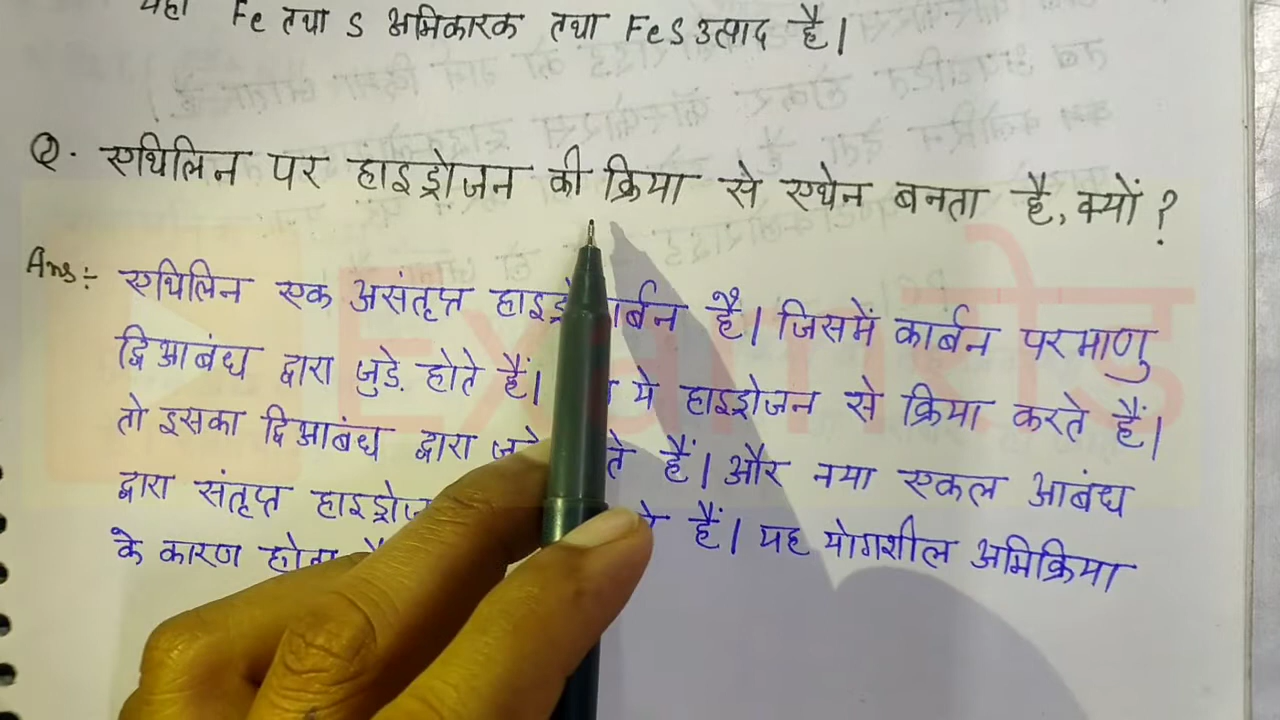 यहाँ Fe तथा S अभिकारक तथा FeS उत्पाद है।
Q. एथिलिन पर हाइड्रोजन की क्रिया से एथेन बनता है, क्यों ?
Ans:- एथिलिन एक असंतृप्त हाइड्रोकार्बन है। जिसमें कार्बन परमाणु
द्विआबंध द्वारा जुड़े होते हैं। ये हाइड्रोजन से क्रिया करते हैं।
तो इसका द्विआबंध द्वारा हैं। और नया एकल आबंध
द्वारा संतृप्त हैं। यह योगशील अभिक्रिया
के कारण होता
Examरोड